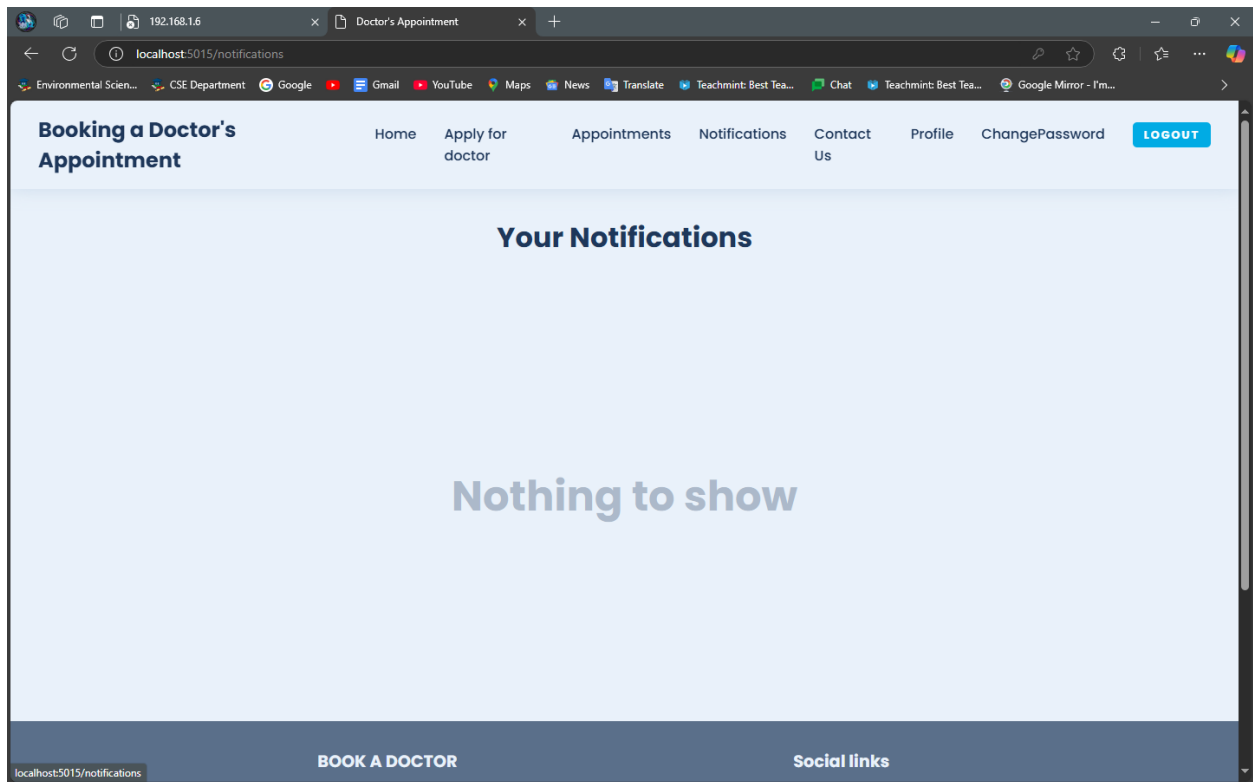 192.168.1.6
Doctor's Appointment
localhost:5015/notifications
Environmental Scien...
CSE Department
Google
Gmail
YouTube
Maps
News
Translate
Teachmint: Best Tea...
Chat
Teachmint: Best Tea...
Google Mirror - I'm...
Booking a Doctor's
Appointment
Home
Apply for
doctor
Appointments
Notifications
Contact
Us
Profile
ChangePassword
LOGOUT
Your Notifications
Nothing to show
BOOK A DOCTOR
Social links
localhost:5015/notifications